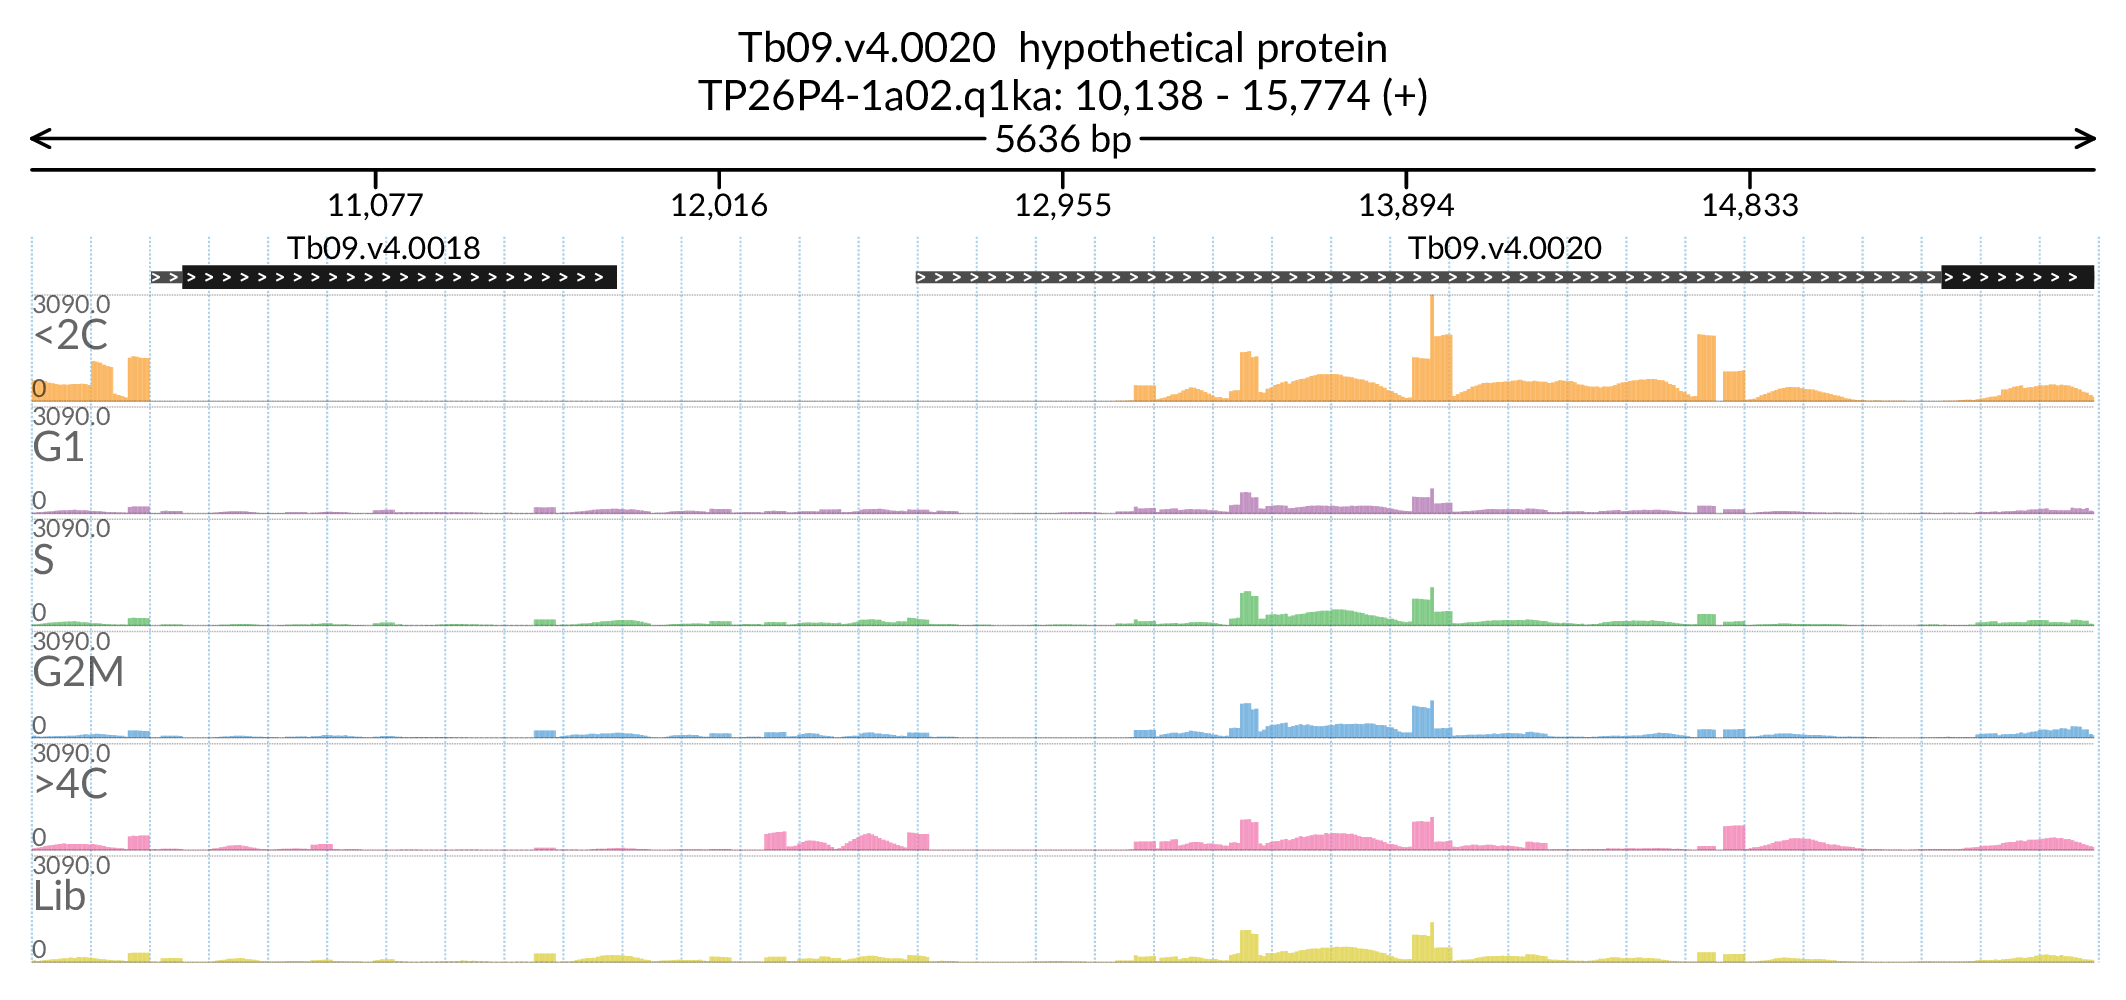 Tb09.v4.0020  hypothetical protein
TP26P4-1a02.q1ka: 10,138 - 15,774 (+)
5636 bp
11,077 12,016 12,955 13,894 14,833
Tb09.v4.0018 Tb09.v4.0020
3090.0
<2C
0
3090.0
G1
0
3090.0
S
0
3090.0
G2M
0
3090.0
>4C
0
3090.0
Lib
0